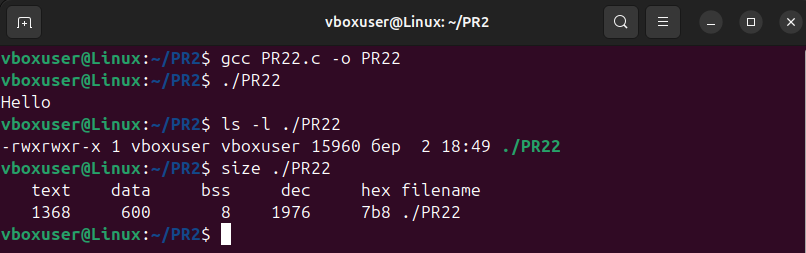 vboxuser@Linux: ~/PR2
vboxuser@Linux:~/PR2$ gcc PR22.c -o PR22
vboxuser@Linux:~/PR2$ ./PR22
Hello
vboxuser@Linux:~/PR2$ ls -l ./PR22
-rwxrwxr-x 1 vboxuser vboxuser 15960 бер  2 18:49 ./PR22
vboxuser@Linux:~/PR2$ size ./PR22
   text    data     bss     dec     hex filename
   1368     600       8    1976     7b8 ./PR22
vboxuser@Linux:~/PR2$